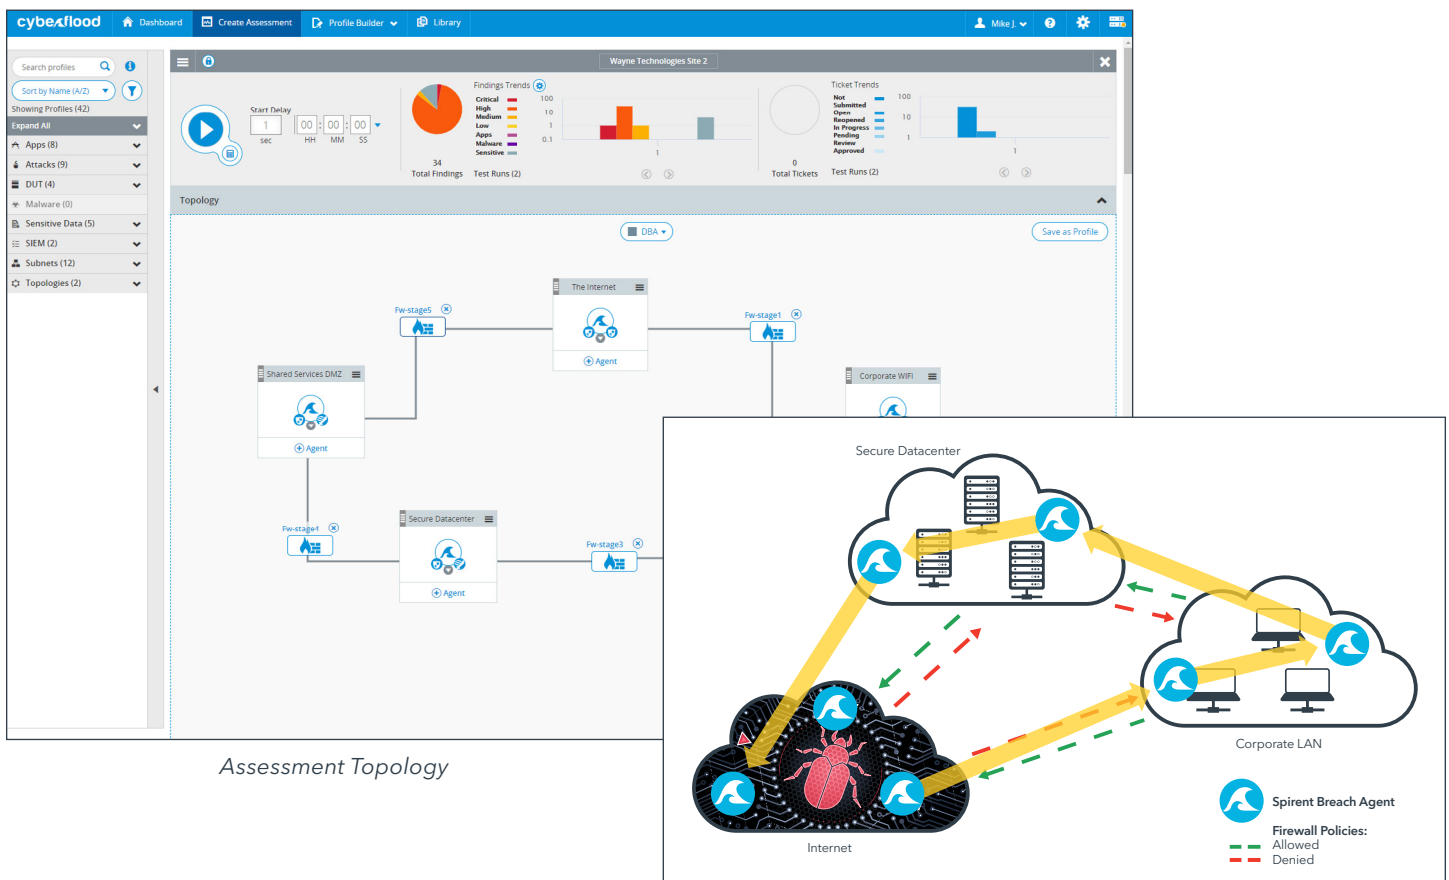 cyberflood
Dashboard
Create Assessment
Profile Builder
Library
Mike J.
Search profiles
Sort by Name (A/Z)
Showing Profiles (42)
Expand All
Apps (8)
Attacks (9)
DUT (4)
Malware (0)
Sensitive Data (5)
SIEM (2)
Subnets (12)
Topologies (2)
Wayne Technologies Site 2
Start Delay
1
00 : 00 : 00
sec HH MM SS
34
Total Findings
Findings Trends
Critical
High
Medium
Low
Apps
Malware
Sensitive
100
10
1
0.1
1
Test Runs (2)
0
Total Tickets
Ticket Trends
Not
Submitted
Open
Reopened
In Progress
Pending
Review
Approved
100
10
1
1
Test Runs (2)
Topology
DBA
Save as Profile
The Internet
Agent
Fw-stage5
Fw-stage1
Shared Services DMZ
Agent
Corporate WIFI
Fw-stage4
Secure Datacenter
Agent
Fw-stage3
Assessment Topology
Secure Datacenter
Corporate LAN
Internet
Spirent Breach Agent
Firewall Policies:
Allowed
Denied